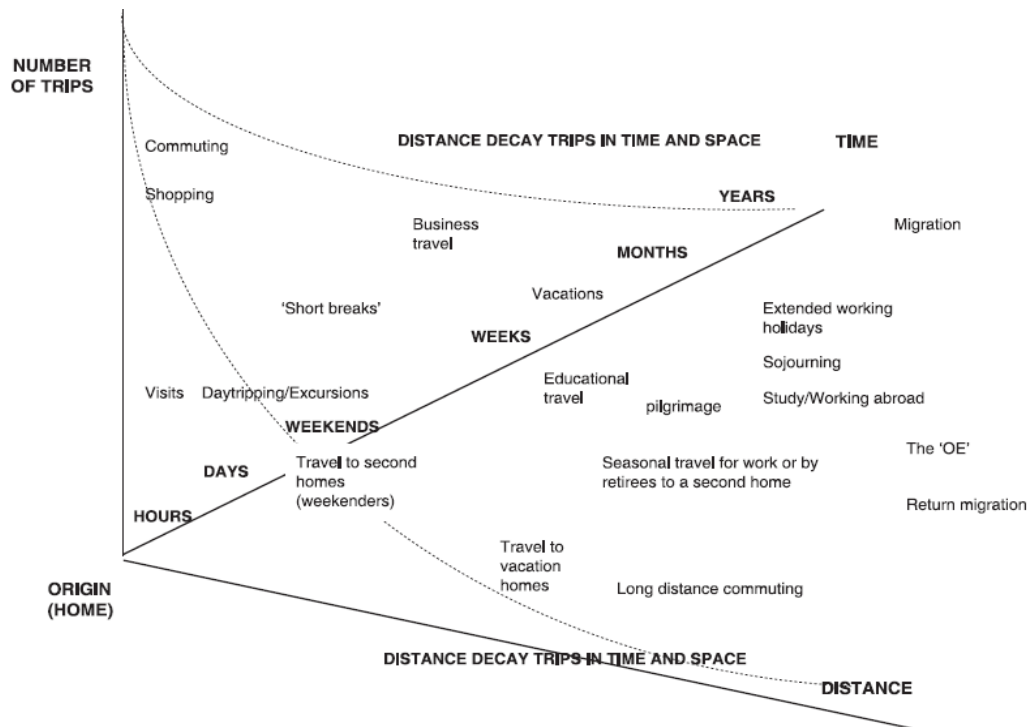 NUMBER
OF TRIPS
Commuting
DISTANCE DECAY TRIPS IN TIME AND SPACE
TIME
Shopping
YEARS
Business
travel
Migration
MONTHS
'Short breaks'
Vacations
Extended working
holidays
WEEKS
Sojourning
Visits
Daytripping/Excursions
Educational
travel
pilgrimage
Study/Working abroad
WEEKENDS
The 'OE'
DAYS
Travel to second
homes
(weekenders)
Seasonal travel for work or by
retirees to a second home
Return migration
HOURS
Travel to
vacation
homes
Long distance commuting
ORIGIN
(HOME)
DISTANCE DECAY TRIPS IN TIME AND SPACE
DISTANCE